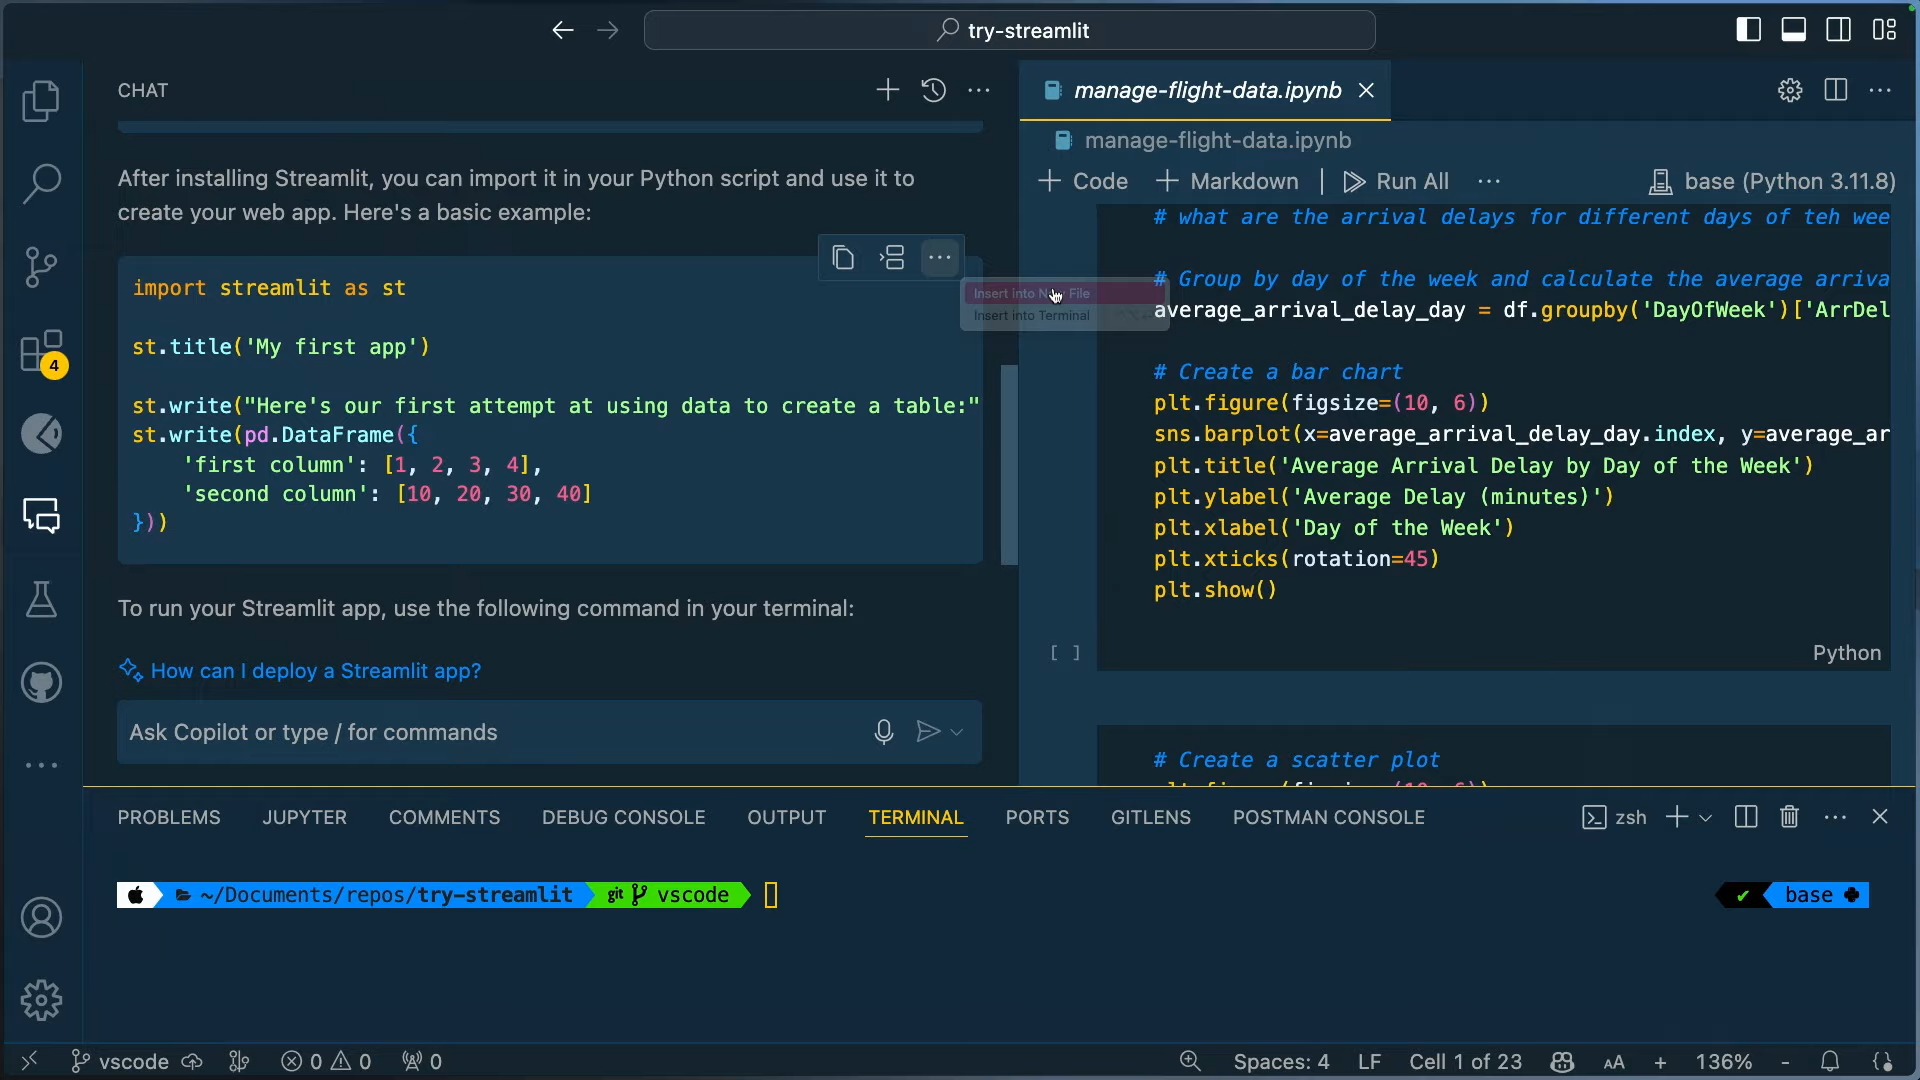 try-streamlit
CHAT
After installing Streamlit, you can import it in your Python script and use it to
create your web app. Here's a basic example:
import streamlit as st
st.title('My first app')
st.write("Here's our first attempt at using data to create a table:"
st.write(pd.DataFrame({
'first column': [1, 2, 3, 4],
'second column': [10, 20, 30, 40]
}))
Insert into New File
Insert into Terminal
To run your Streamlit app, use the following command in your terminal:
How can I deploy a Streamlit app?
Ask Copilot or type / for commands
4
manage-flight-data.ipynb
manage-flight-data.ipynb
+ Code + Markdown | Run All ··· base (Python 3.11.8)
# what are the arrival delays for different days of teh wee
# Group by day of the week and calculate the average arriva
average_arrival_delay_day = df.groupby('DayOfWeek')['ArrDel
# Create a bar chart
plt.figure(figsize=(10, 6))
sns.barplot(x=average_arrival_delay_day.index, y=average_ar
plt.title('Average Arrival Delay by Day of the Week')
plt.ylabel('Average Delay (minutes)')
plt.xlabel('Day of the Week')
plt.xticks(rotation=45)
plt.show()
[ ] Python
# Create a scatter plot
PROBLEMS JUPYTER COMMENTS DEBUG CONSOLE OUTPUT TERMINAL PORTS GITLENS POSTMAN CONSOLE zsh
~/Documents/repos/try-streamlit git vscode ✔ base
vscode 0 0 0 Spaces: 4 LF Cell 1 of 23 AA + 136% -